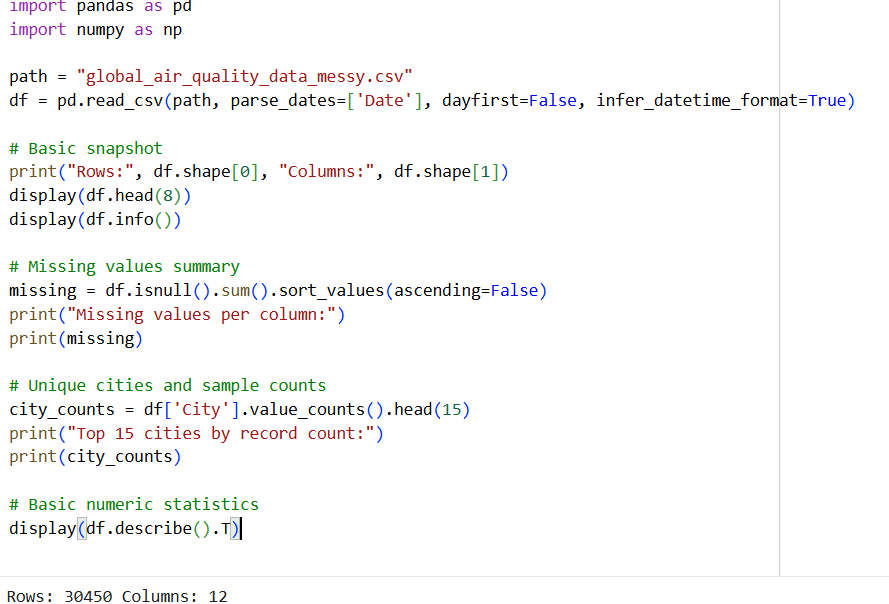 import pandas as pd
import numpy as np
path = "global_air_quality_data_messy.csv"
df = pd.read_csv(path, parse_dates=['Date'], dayfirst=False, infer_datetime_format=True)
# Basic snapshot
print("Rows:", df.shape[0], "Columns:", df.shape[1])
display(df.head(8))
display(df.info())
# Missing values summary
missing = df.isnull().sum().sort_values(ascending=False)
print("Missing values per column:")
print(missing)
# Unique cities and sample counts
city_counts = df['City'].value_counts().head(15)
print("Top 15 cities by record count:")
print(city_counts)
# Basic numeric statistics
display(df.describe().T)
Rows: 30450 Columns: 12